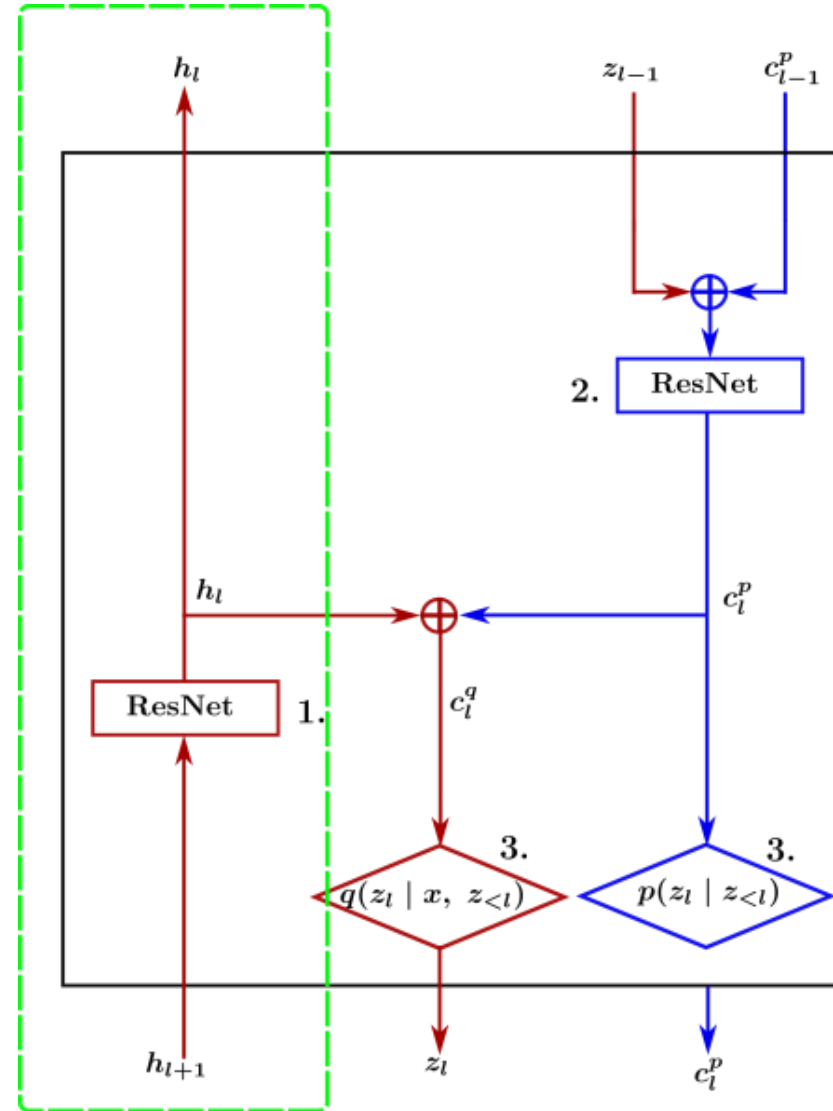 h_l z_{l-1} c^p_{l-1}
2. ResNet
h_l c^p_l
ResNet 1. c^q_l
3. 3.
q(z_l | x, z_{<l}) p(z_l | z_{<l})
h_{l+1} z_l c^p_l